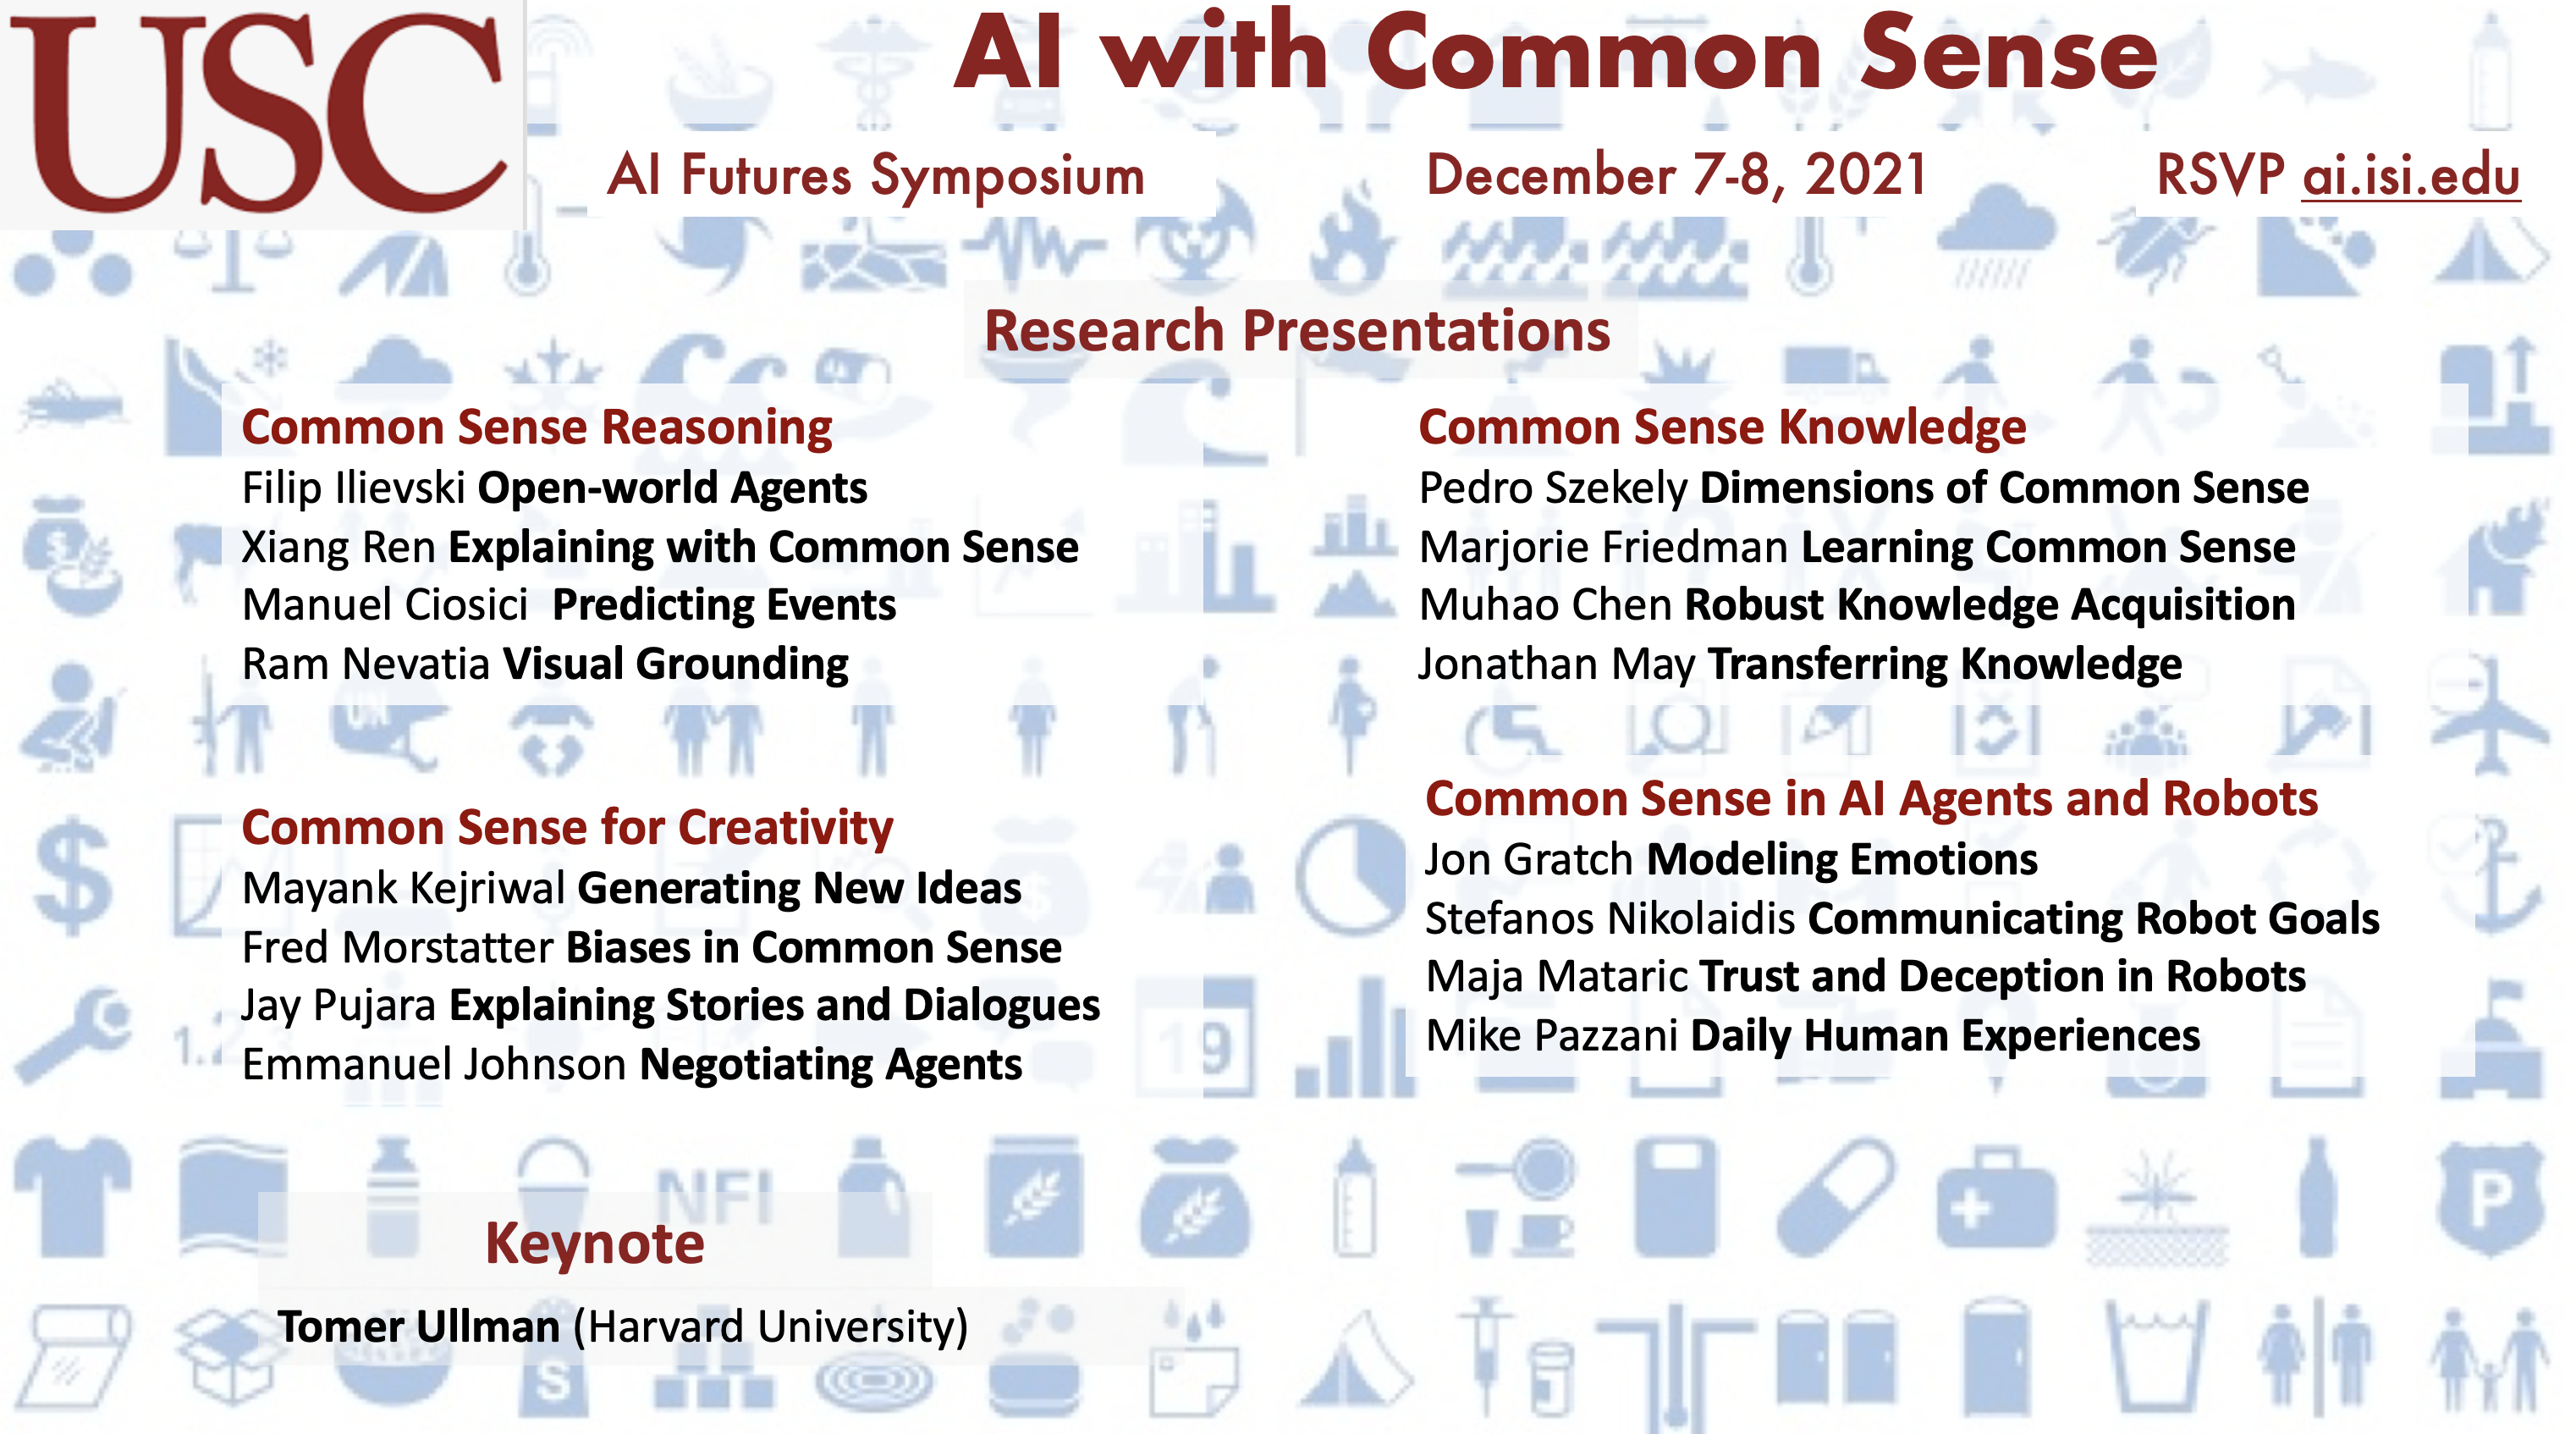 USC
AI with Common Sense
AI Futures Symposium
December 7-8, 2021
RSVP ai.isi.edu
Research Presentations
Common Sense Reasoning
Filip Ilievski Open-world Agents
Xiang Ren Explaining with Common Sense
Manuel Ciosici  Predicting Events
Ram Nevatia Visual Grounding
Common Sense Knowledge
Pedro Szekely Dimensions of Common Sense
Marjorie Friedman Learning Common Sense
Muhao Chen Robust Knowledge Acquisition
Jonathan May Transferring Knowledge
UN
Common Sense for Creativity
Mayank Kejriwal Generating New Ideas
Fred Morstatter Biases in Common Sense
Jay Pujara Explaining Stories and Dialogues
Emmanuel Johnson Negotiating Agents
Common Sense in AI Agents and Robots
Jon Gratch Modeling Emotions
Stefanos Nikolaidis Communicating Robot Goals
Maja Mataric Trust and Deception in Robots
Mike Pazzani Daily Human Experiences
$
19
NFI
P
Keynote
Tomer Ullman (Harvard University)
S